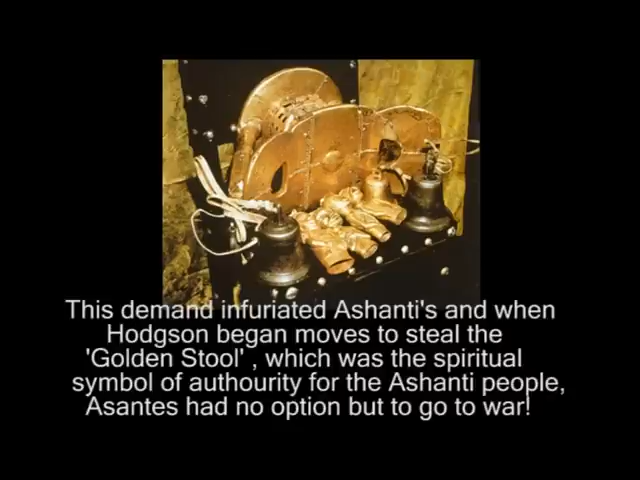 This demand infuriated Ashanti's and when
Hodgson began moves to steal the
'Golden Stool' , which was the spiritual
symbol of authourity for the Ashanti people,
Asantes had no option but to go to war!